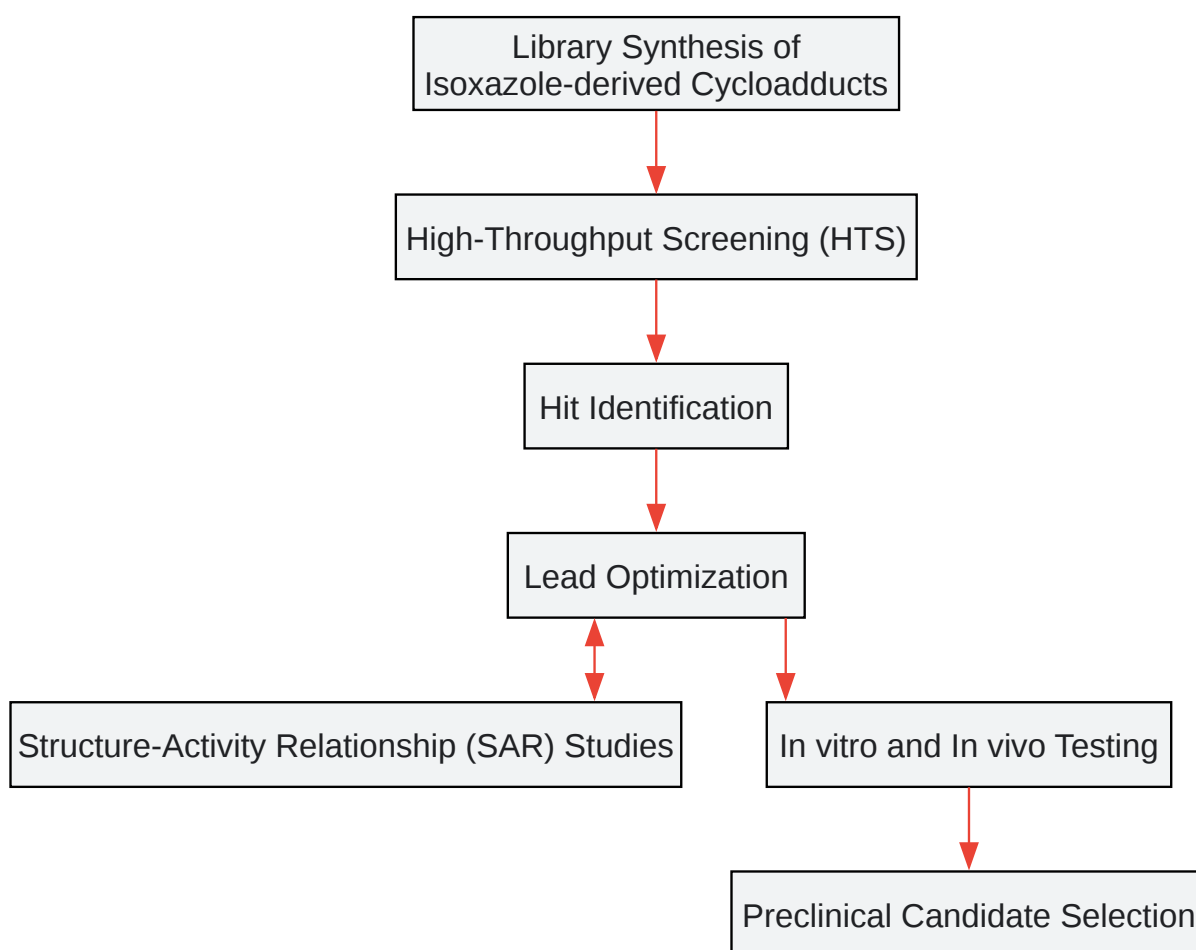 Library Synthesis of
Isoxazole-derived Cycloadducts
High-Throughput Screening (HTS)
Hit Identification
Lead Optimization
Structure-Activity Relationship (SAR) Studies
In vitro and In vivo Testing
Preclinical Candidate Selection